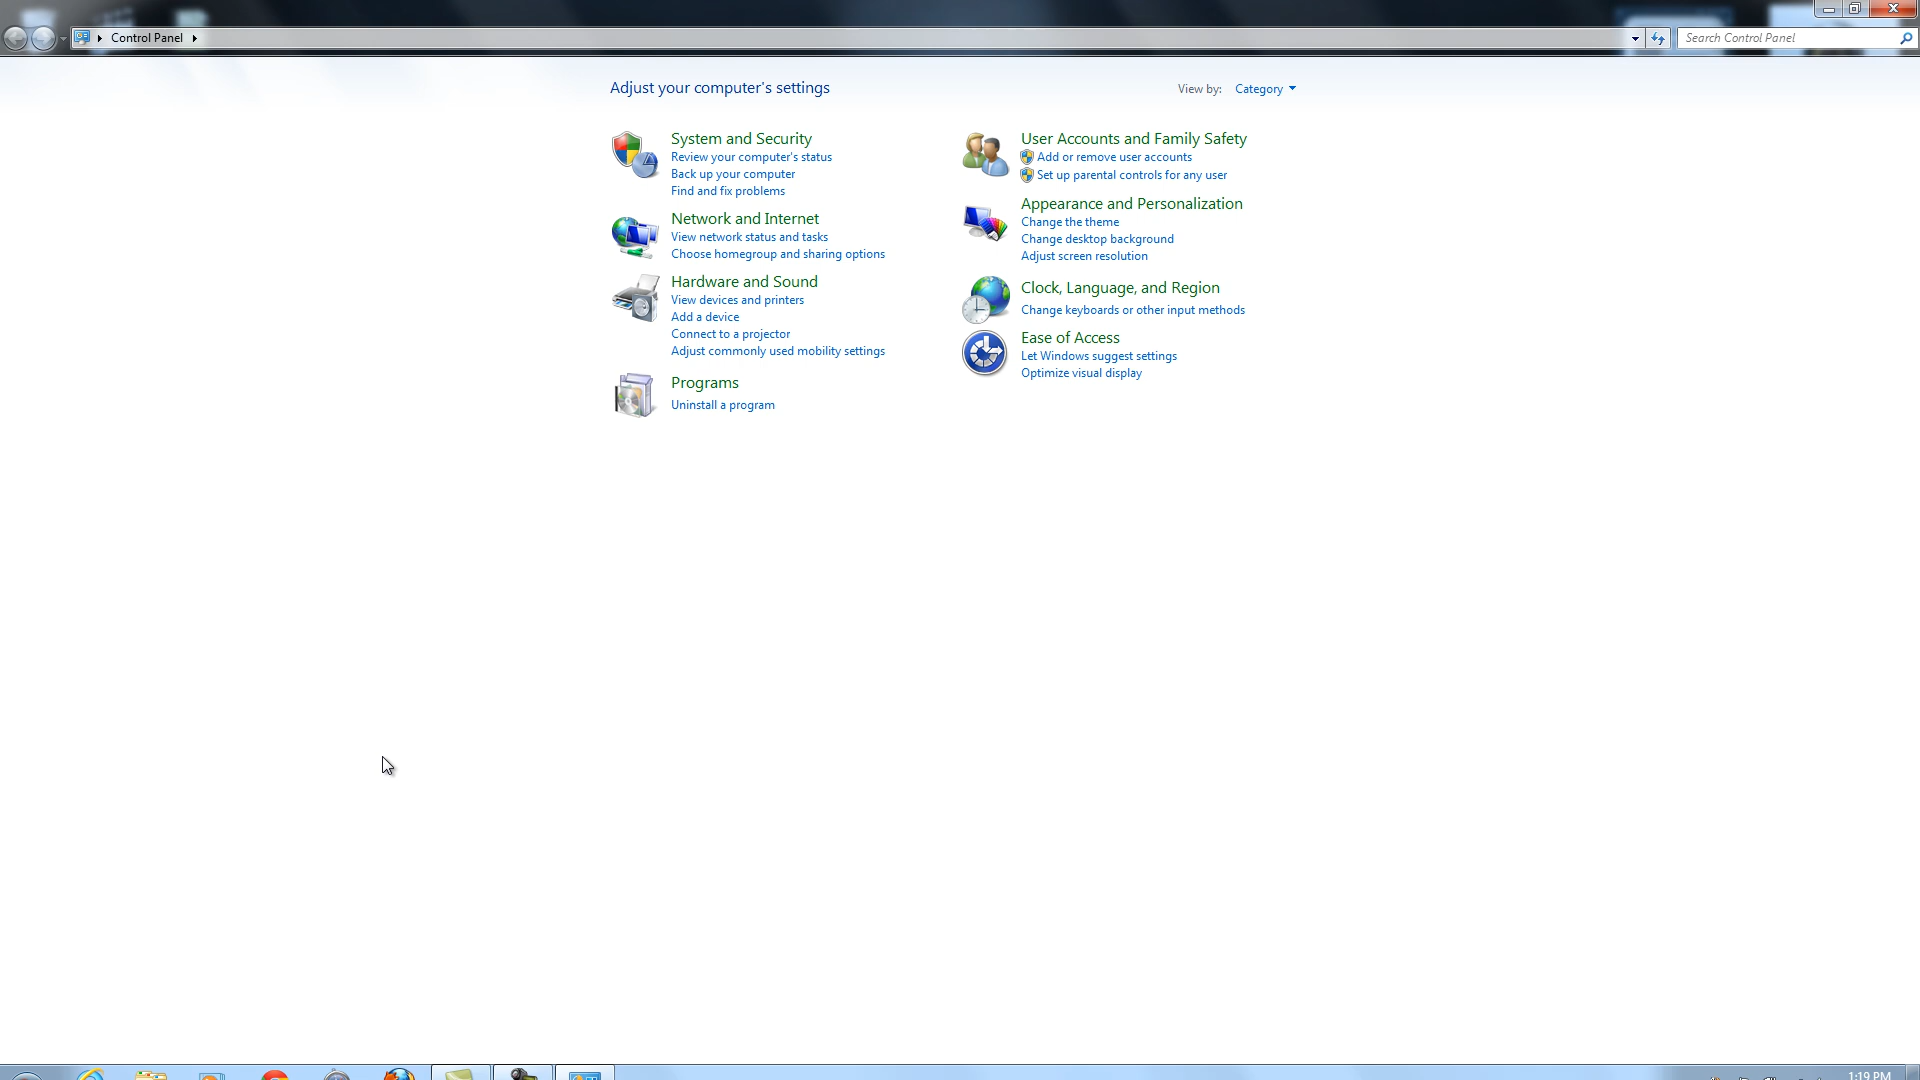 Control Panel
Search Control Panel
Adjust your computer's settings
View by: Category
System and Security
Review your computer's status
Back up your computer
Find and fix problems
Network and Internet
View network status and tasks
Choose homegroup and sharing options
Hardware and Sound
View devices and printers
Add a device
Connect to a projector
Adjust commonly used mobility settings
Programs
Uninstall a program
User Accounts and Family Safety
Add or remove user accounts
Set up parental controls for any user
Appearance and Personalization
Change the theme
Change desktop background
Adjust screen resolution
Clock, Language, and Region
Change keyboards or other input methods
Ease of Access
Let Windows suggest settings
Optimize visual display
1:19 PM